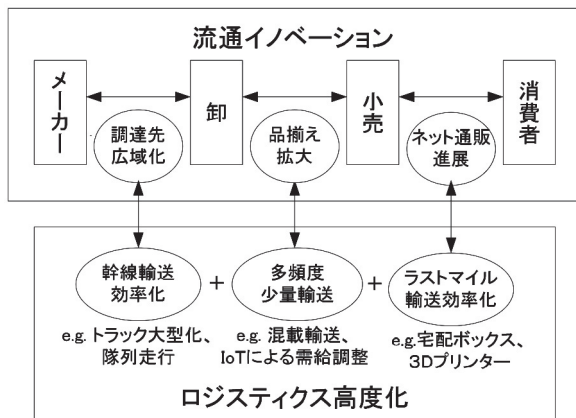 流通イノベーション
メーカー
卸
小売
消費者
調達先
広域化
品揃え
拡大
ネット通販
進展
幹線輸送
効率化
+
多頻度
少量輸送
+
ラストマイル
輸送効率化
e.g. トラック大型化、
隊列走行
e.g. 混載輸送、
IoTによる需給調整
e.g.宅配ボックス、
3Dプリンター
ロジスティクス高度化